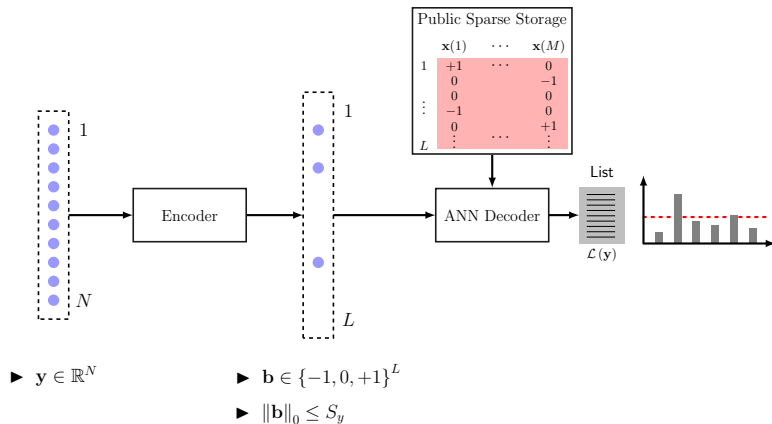 Public Sparse Storage
x(1) ··· x(M)
1 +1 ··· 0
0 −1
0 0
⋮ −1 0
0 +1
L ⋮ ··· ⋮
1
N
Encoder
1
L
ANN Decoder
List
𝓛(y)
► y ∈ ℝ^N
► b ∈ {−1, 0, +1}^L
► ‖b‖₀ ≤ S_y